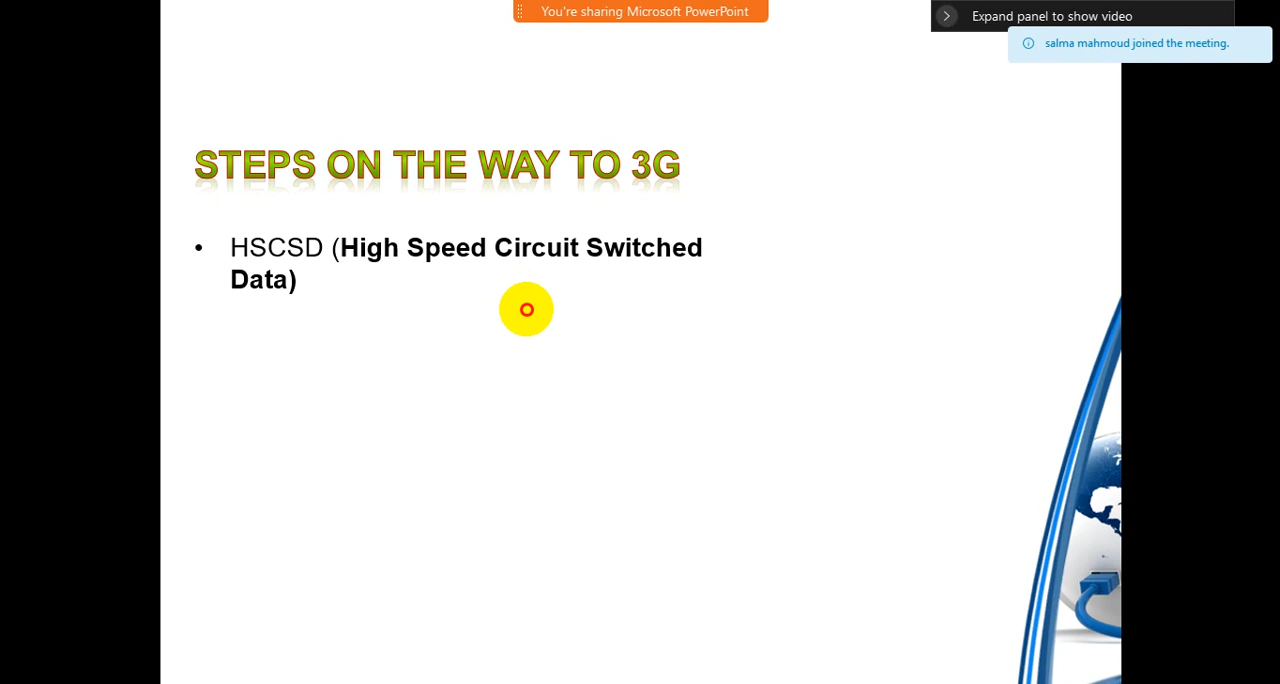 You're sharing Microsoft PowerPoint
Expand panel to show video
salma mahmoud joined the meeting.
STEPS ON THE WAY TO 3G
• HSCSD (High Speed Circuit Switched
Data)